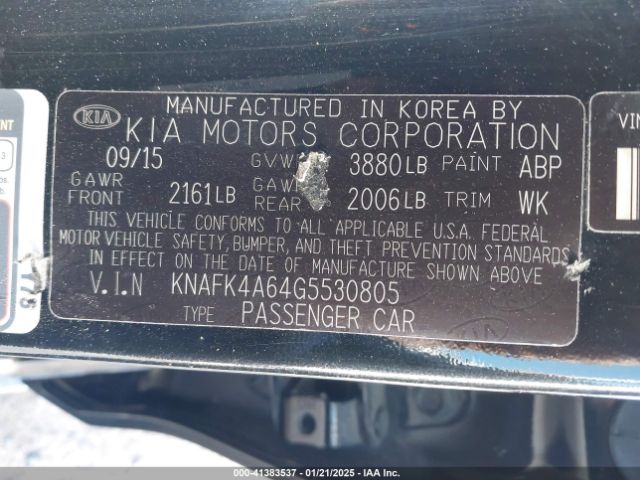 MANUFACTURED IN KOREA BY
KIA KIA MOTORS CORPORATION
09/15 GVW 3880LB PAINT ABP
GAWR FRONT 2161LB GAW REAR 2006LB TRIM WK
THIS VEHICLE CONFORMS TO ALL APPLICABLE U.S.A. FEDERAL
MOTOR VEHICLE SAFETY, BUMPER, AND THEFT PREVENTION STANDARDS
IN EFFECT ON THE DATE OF MANUFACTURE SHOWN ABOVE
V.I.N KNAFK4A64G5530805
TYPE PASSENGER CAR
VIN
3
178
000-41383537 - 01/21/2025 - IAA Inc.